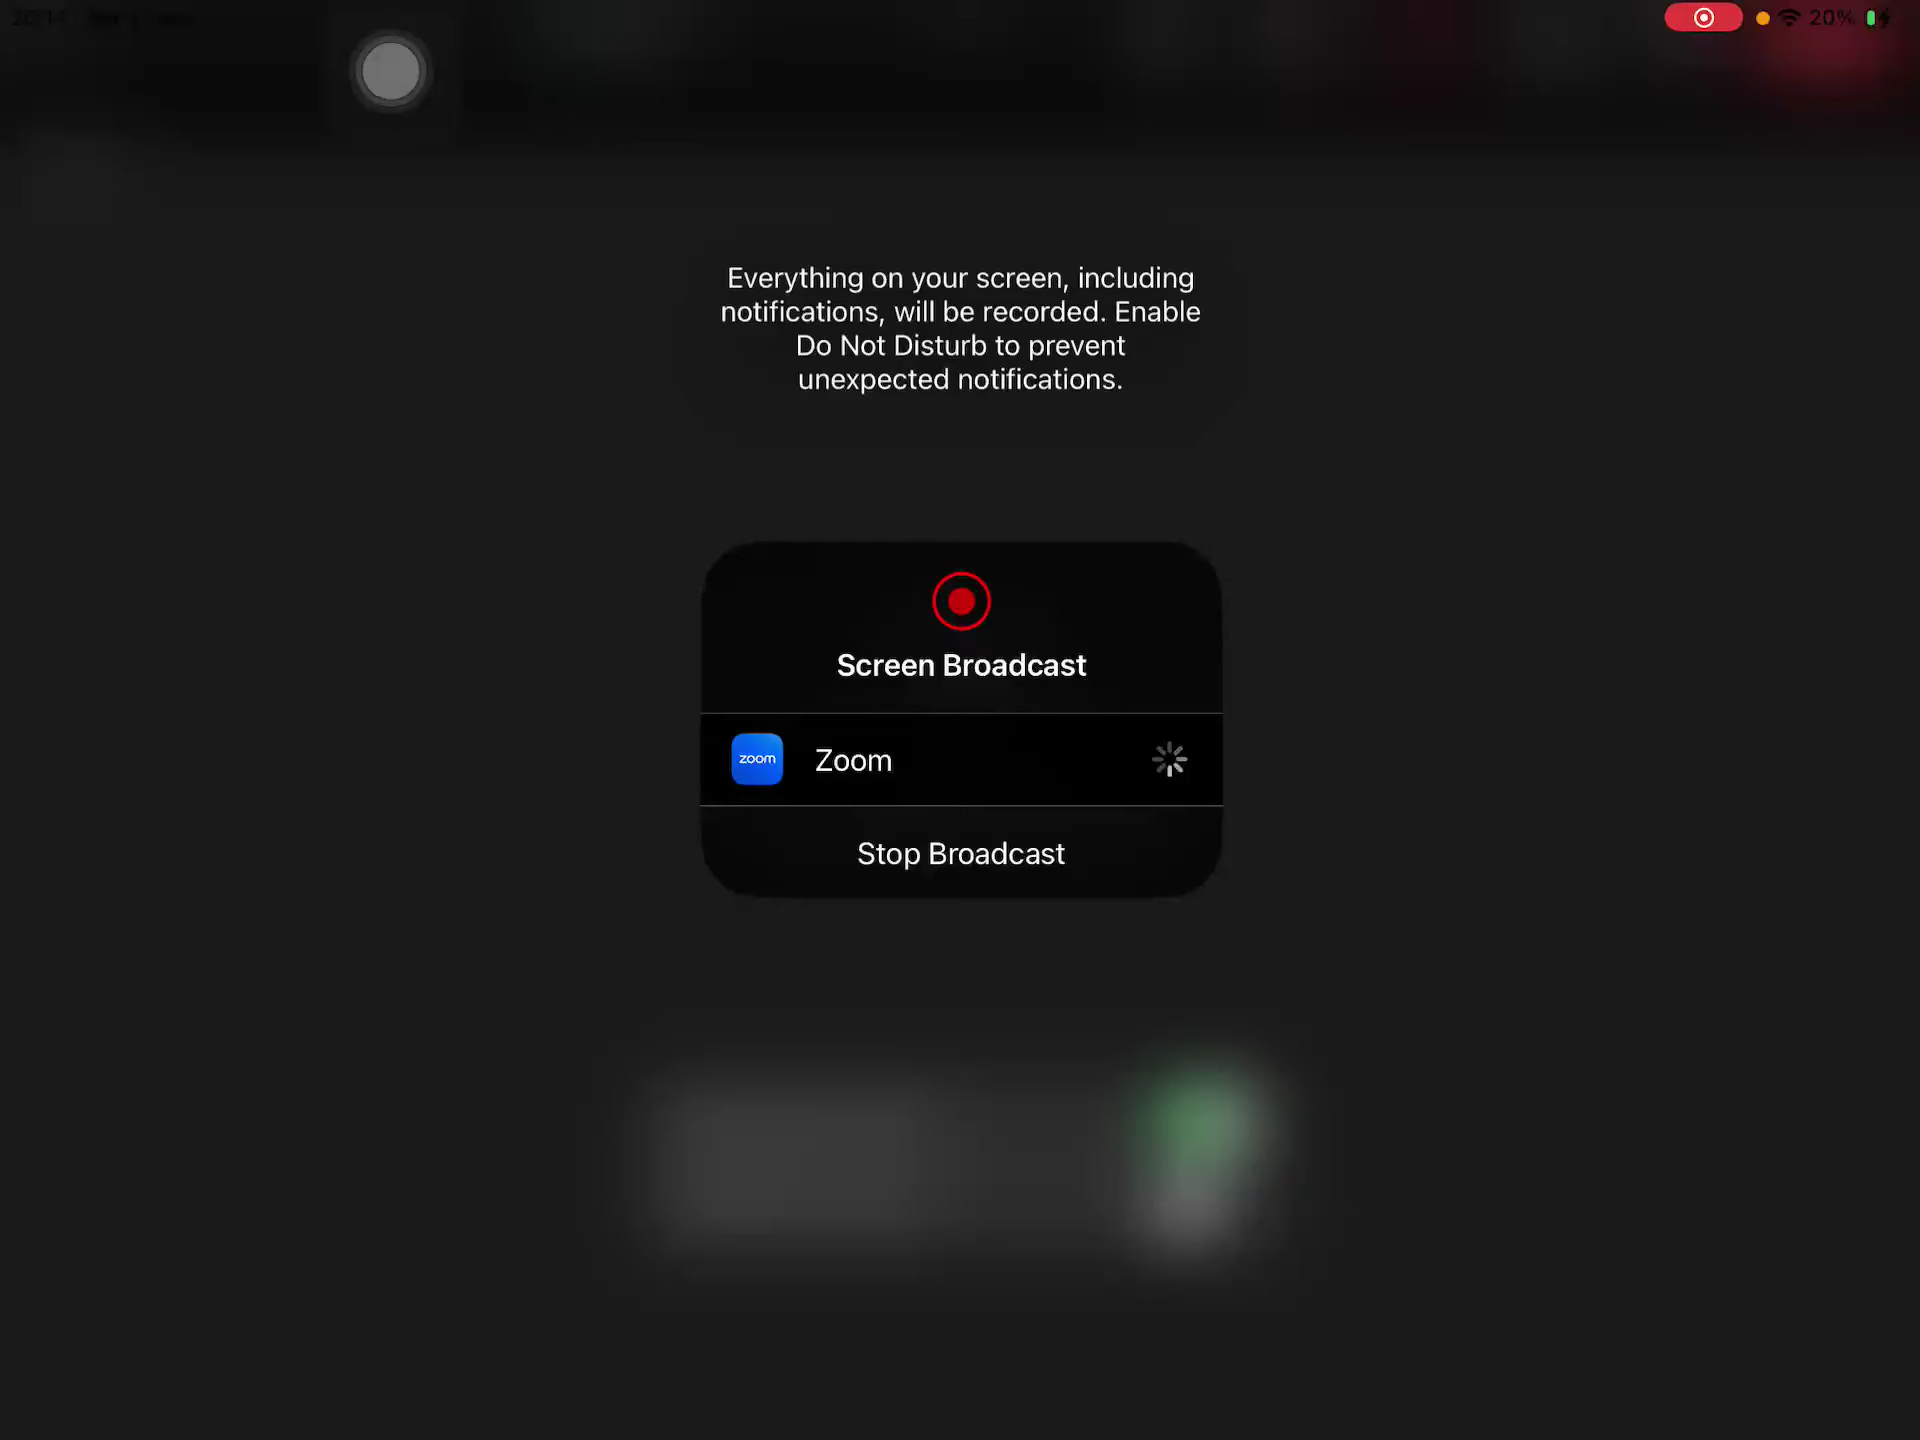 20%
Everything on your screen, including
notifications, will be recorded. Enable
Do Not Disturb to prevent
unexpected notifications.
Screen Broadcast
zoom Zoom
Stop Broadcast